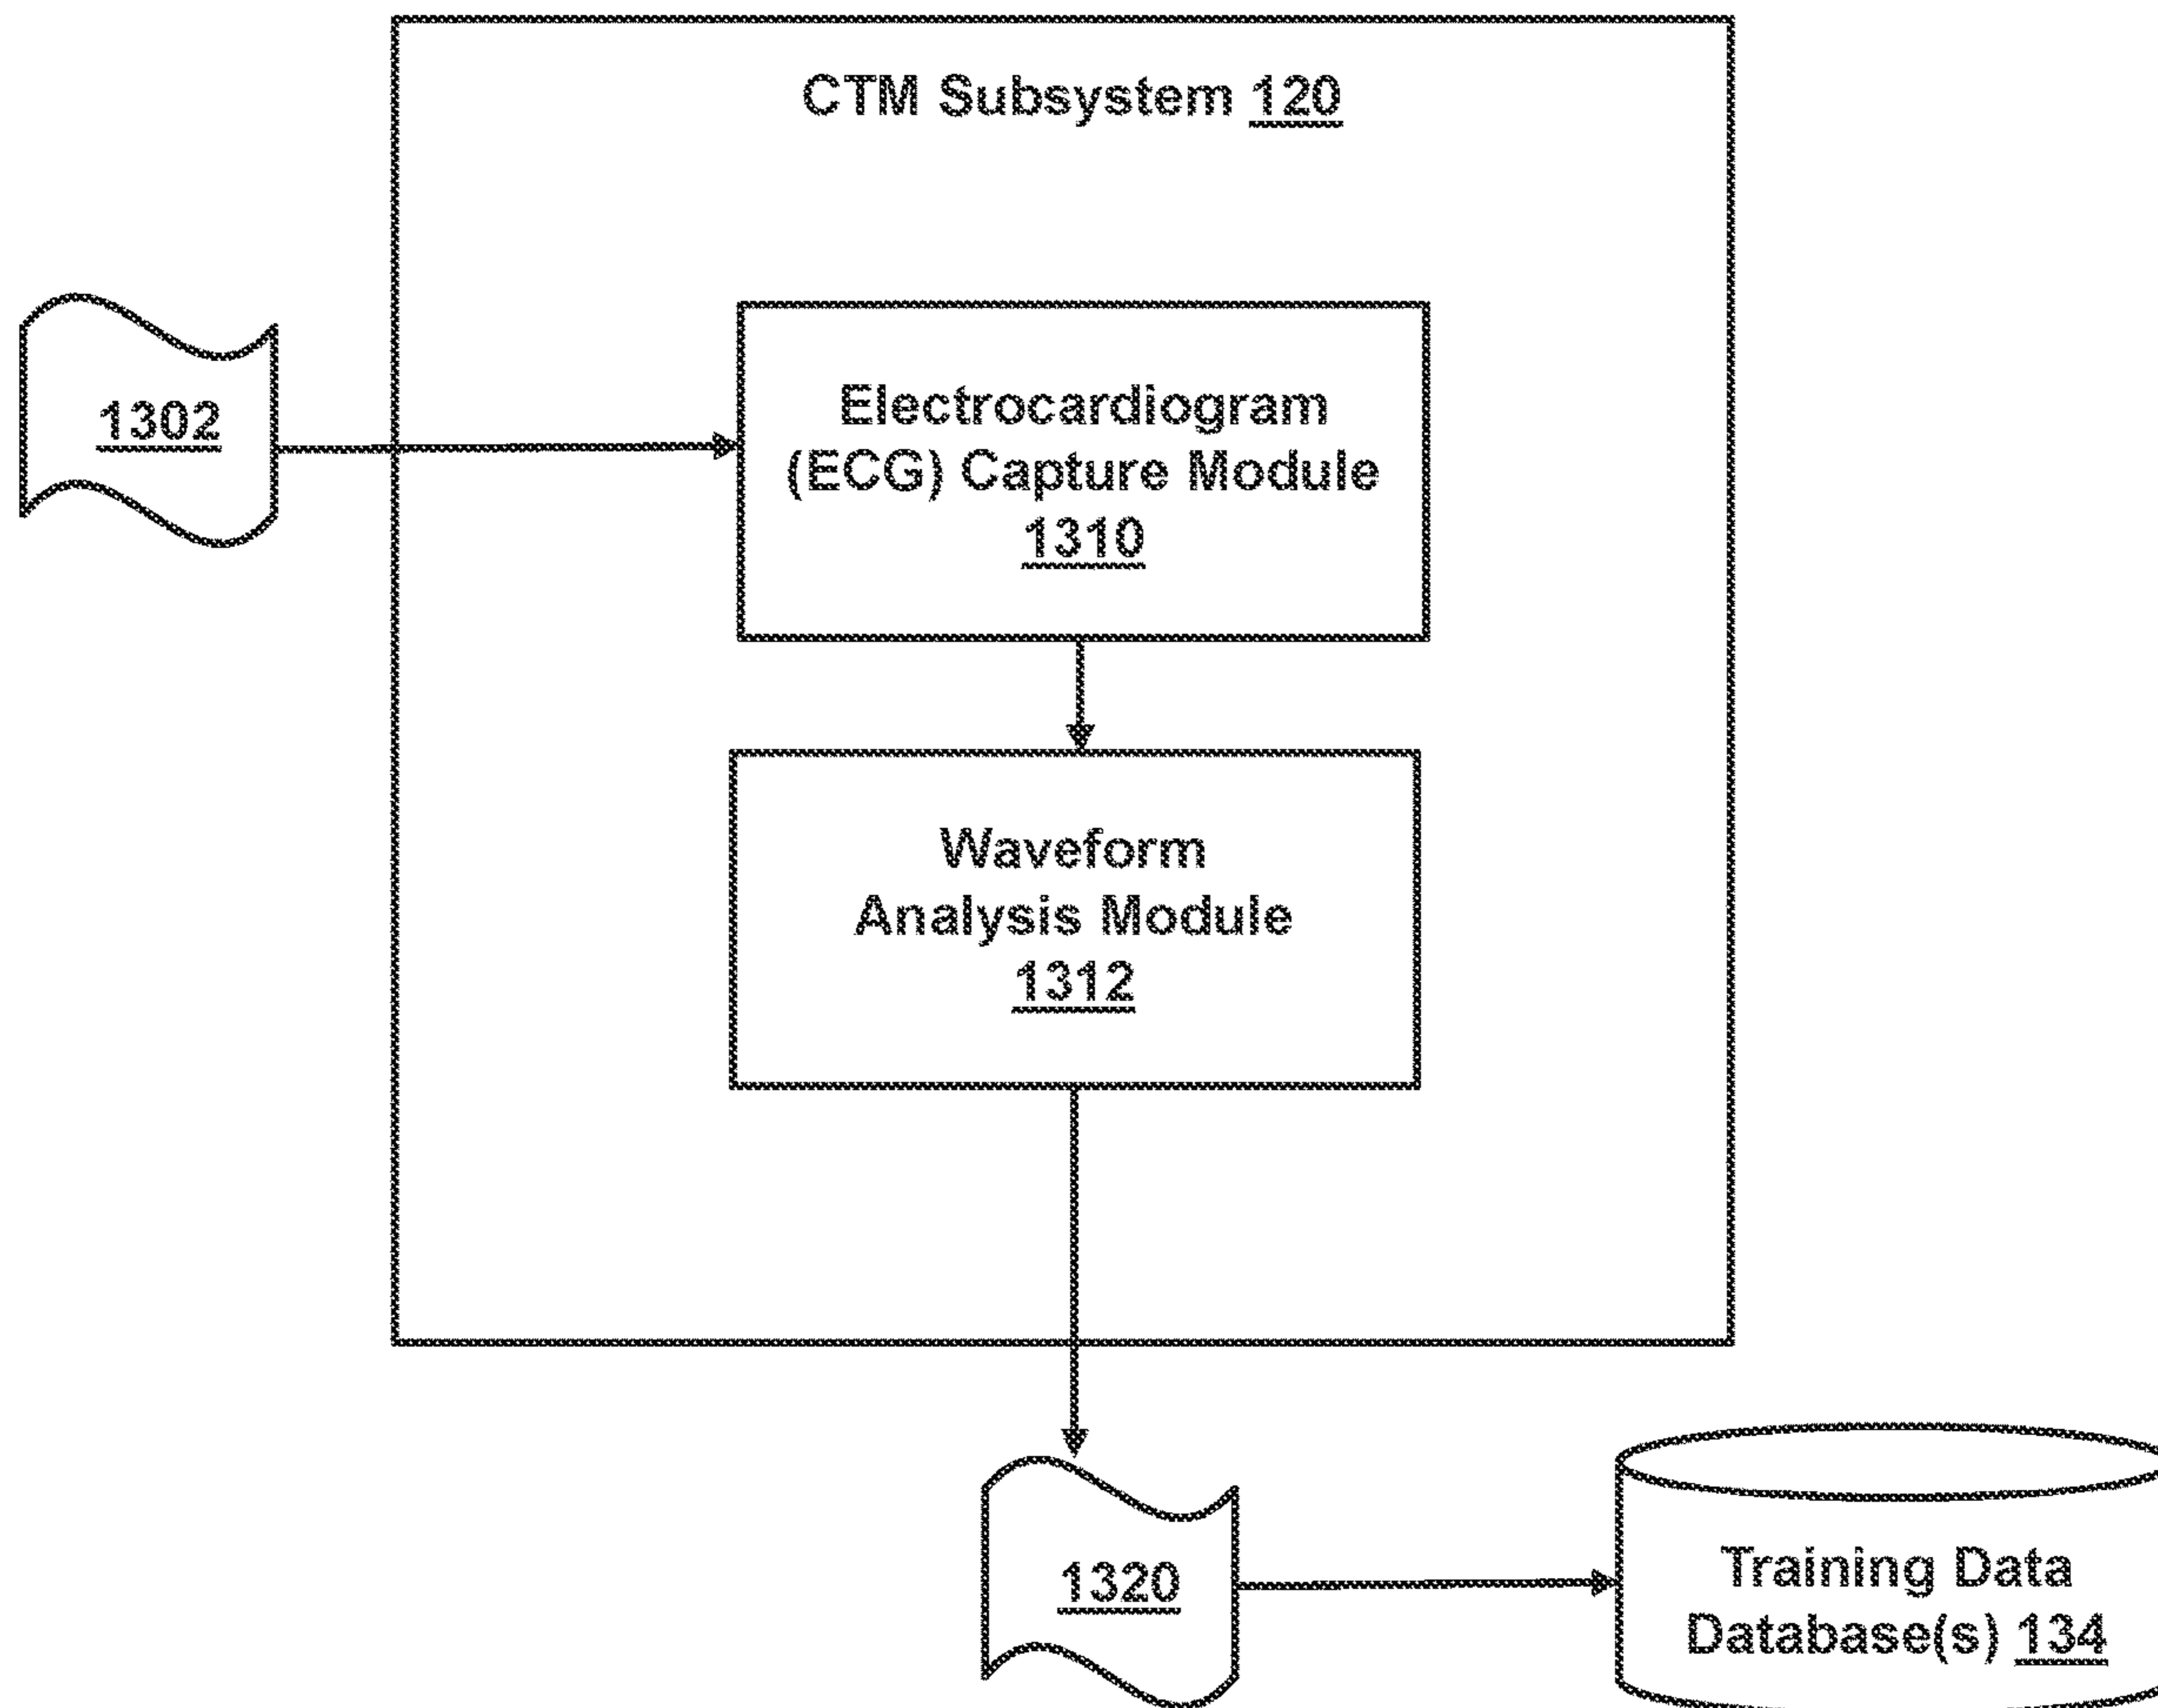 CTM Subsystem 120
1302
Electrocardiogram
(ECG) Capture Module
1310
Waveform
Analysis Module
1312
1320
Training Data
Database(s) 134